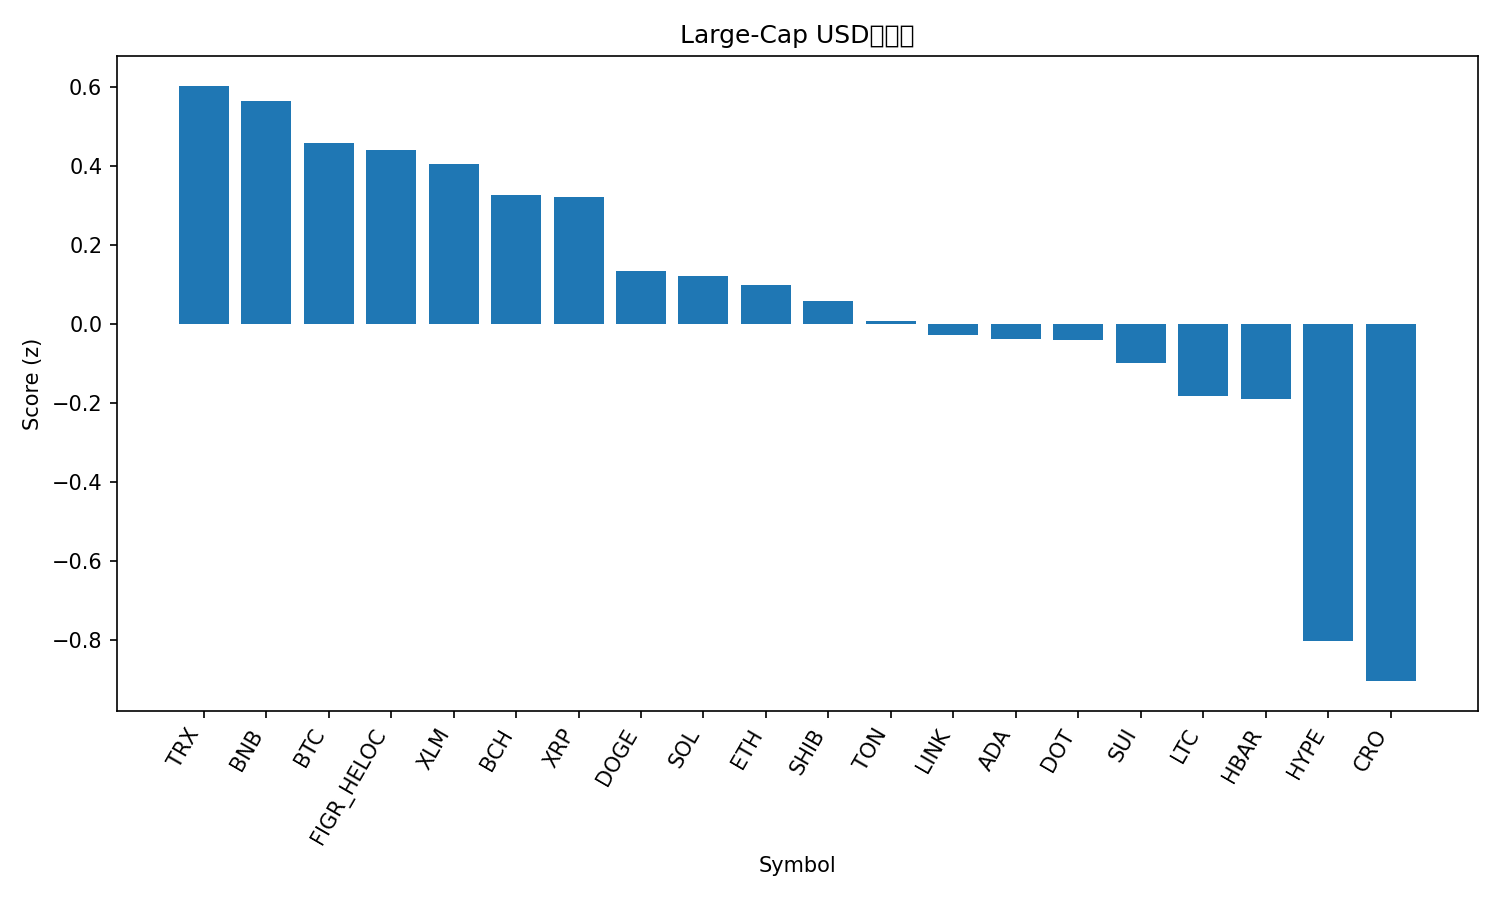 Large-Cap USD
0.6
0.4
0.2
0.0
−0.2
−0.4
−0.6
−0.8
Score (z)
TRX
BNB
BTC
FIGR_HELOC
XLM
BCH
XRP
DOGE
SOL
ETH
SHIB
TON
LINK
ADA
DOT
SUI
LTC
HBAR
HYPE
CRO
Symbol